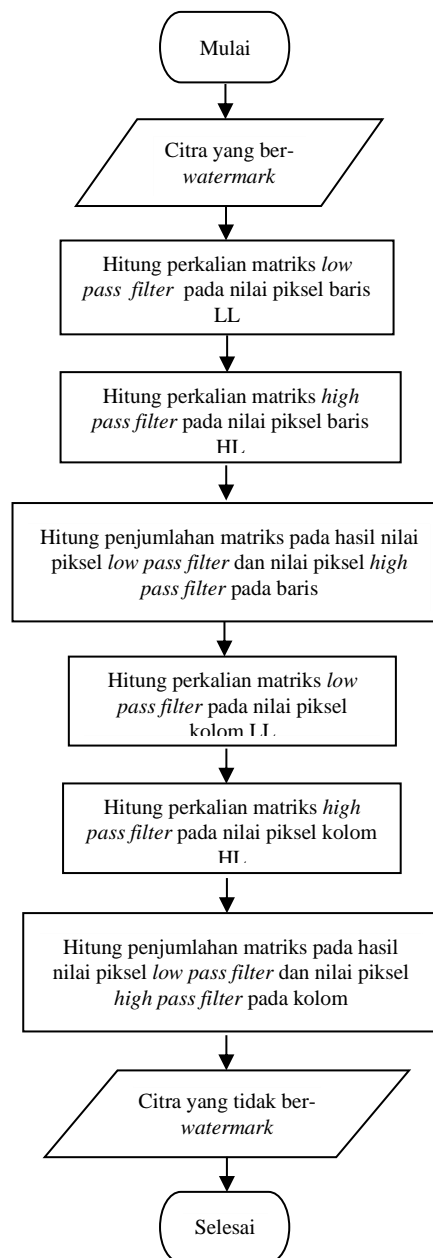 Mulai
Citra yang ber-
watermark
Hitung perkalian matriks low
pass filter pada nilai piksel baris
LL
Hitung perkalian matriks high
pass filter pada nilai piksel baris
HL
Hitung penjumlahan matriks pada hasil nilai
piksel low pass filter dan nilai piksel high
pass filter pada baris
Hitung perkalian matriks low
pass filter pada nilai piksel
kolom LL
Hitung perkalian matriks high
pass filter pada nilai piksel kolom
HL
Hitung penjumlahan matriks pada hasil
nilai piksel low pass filter dan nilai piksel
high pass filter pada kolom
Citra yang tidak ber-
watermark
Selesai